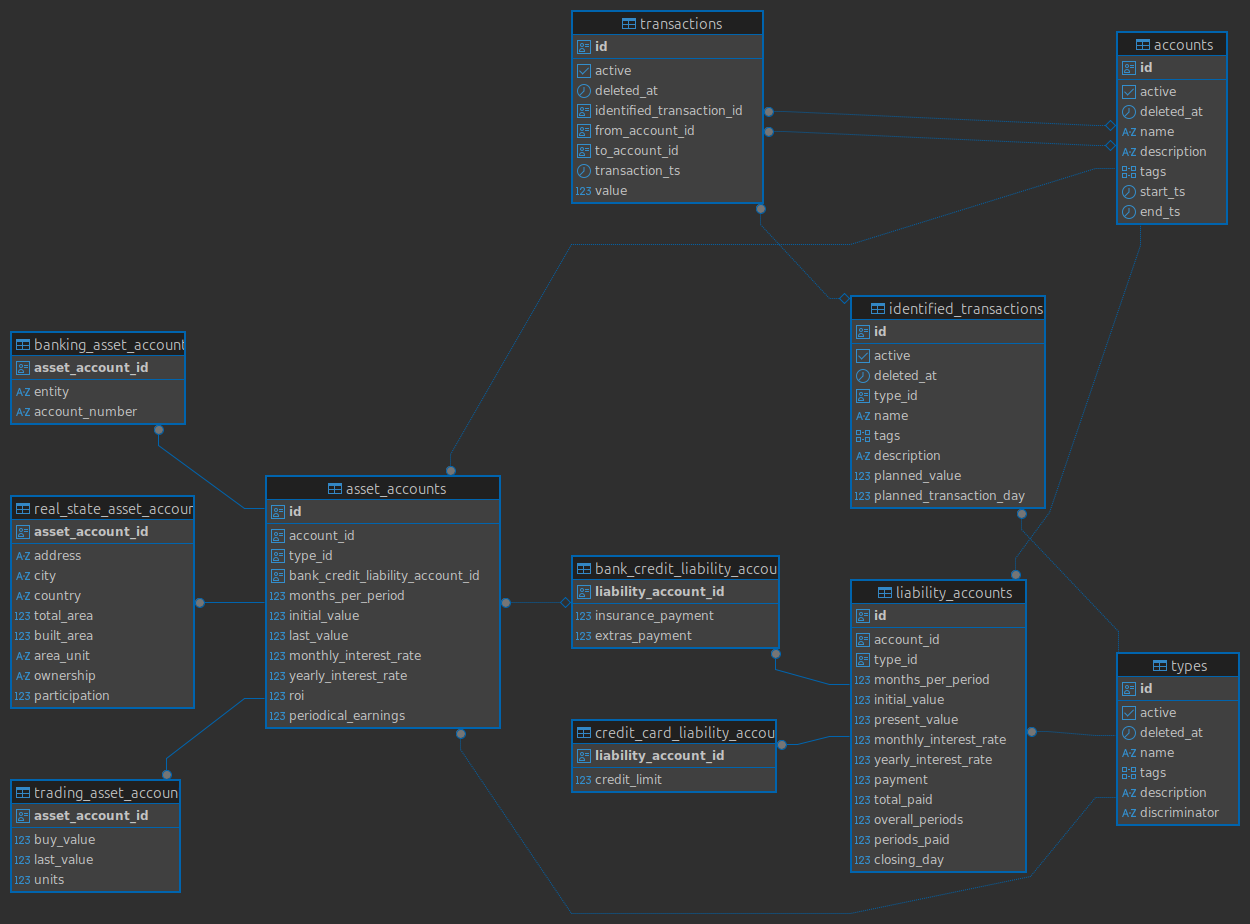 transactions
id
active
deleted_at
identified_transaction_id
from_account_id
to_account_id
transaction_ts
123 value
accounts
id
active
deleted_at
A-Z name
A-Z description
tags
start_ts
end_ts
identified_transactions
id
active
deleted_at
type_id
A-Z name
tags
A-Z description
123 planned_value
123 planned_transaction_day
banking_asset_account
asset_account_id
A-Z entity
A-Z account_number
real_state_asset_accour
asset_account_id
A-Z address
A-Z city
A-Z country
123 total_area
123 built_area
A-Z area_unit
A-Z ownership
123 participation
trading_asset_accoun
asset_account_id
123 buy_value
123 last_value
123 units
asset_accounts
id
account_id
type_id
bank_credit_liability_account_id
123 months_per_period
123 initial_value
123 last_value
123 monthly_interest_rate
123 yearly_interest_rate
123 roi
123 periodical_earnings
bank_credit_liability_accou
liability_account_id
123 insurance_payment
123 extras_payment
credit_card_liability_accou
liability_account_id
123 credit_limit
liability_accounts
id
account_id
type_id
123 months_per_period
123 initial_value
123 present_value
123 monthly_interest_rate
123 yearly_interest_rate
123 payment
123 total_paid
123 overall_periods
123 periods_paid
123 closing_day
types
id
active
deleted_at
A-Z name
tags
A-Z description
A-Z discriminator